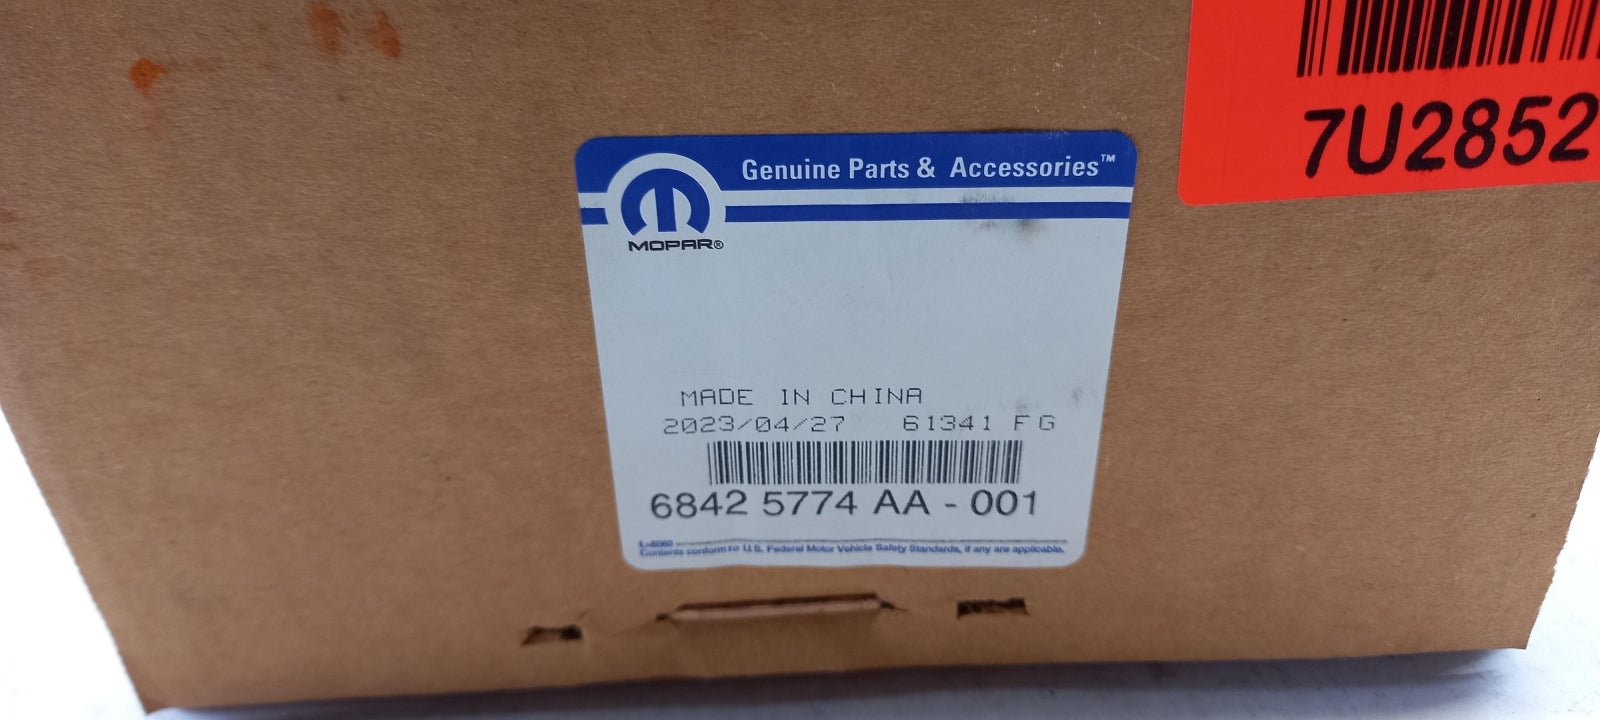 7U2852
Genuine Parts & Accessories™
MOPAR®
MADE IN CHINA
2023/04/27 61341 FG
6842 5774 AA - 001
L-8060
Contents conform to U.S. Federal Motor Vehicle Safety Standards, if any are applicable.